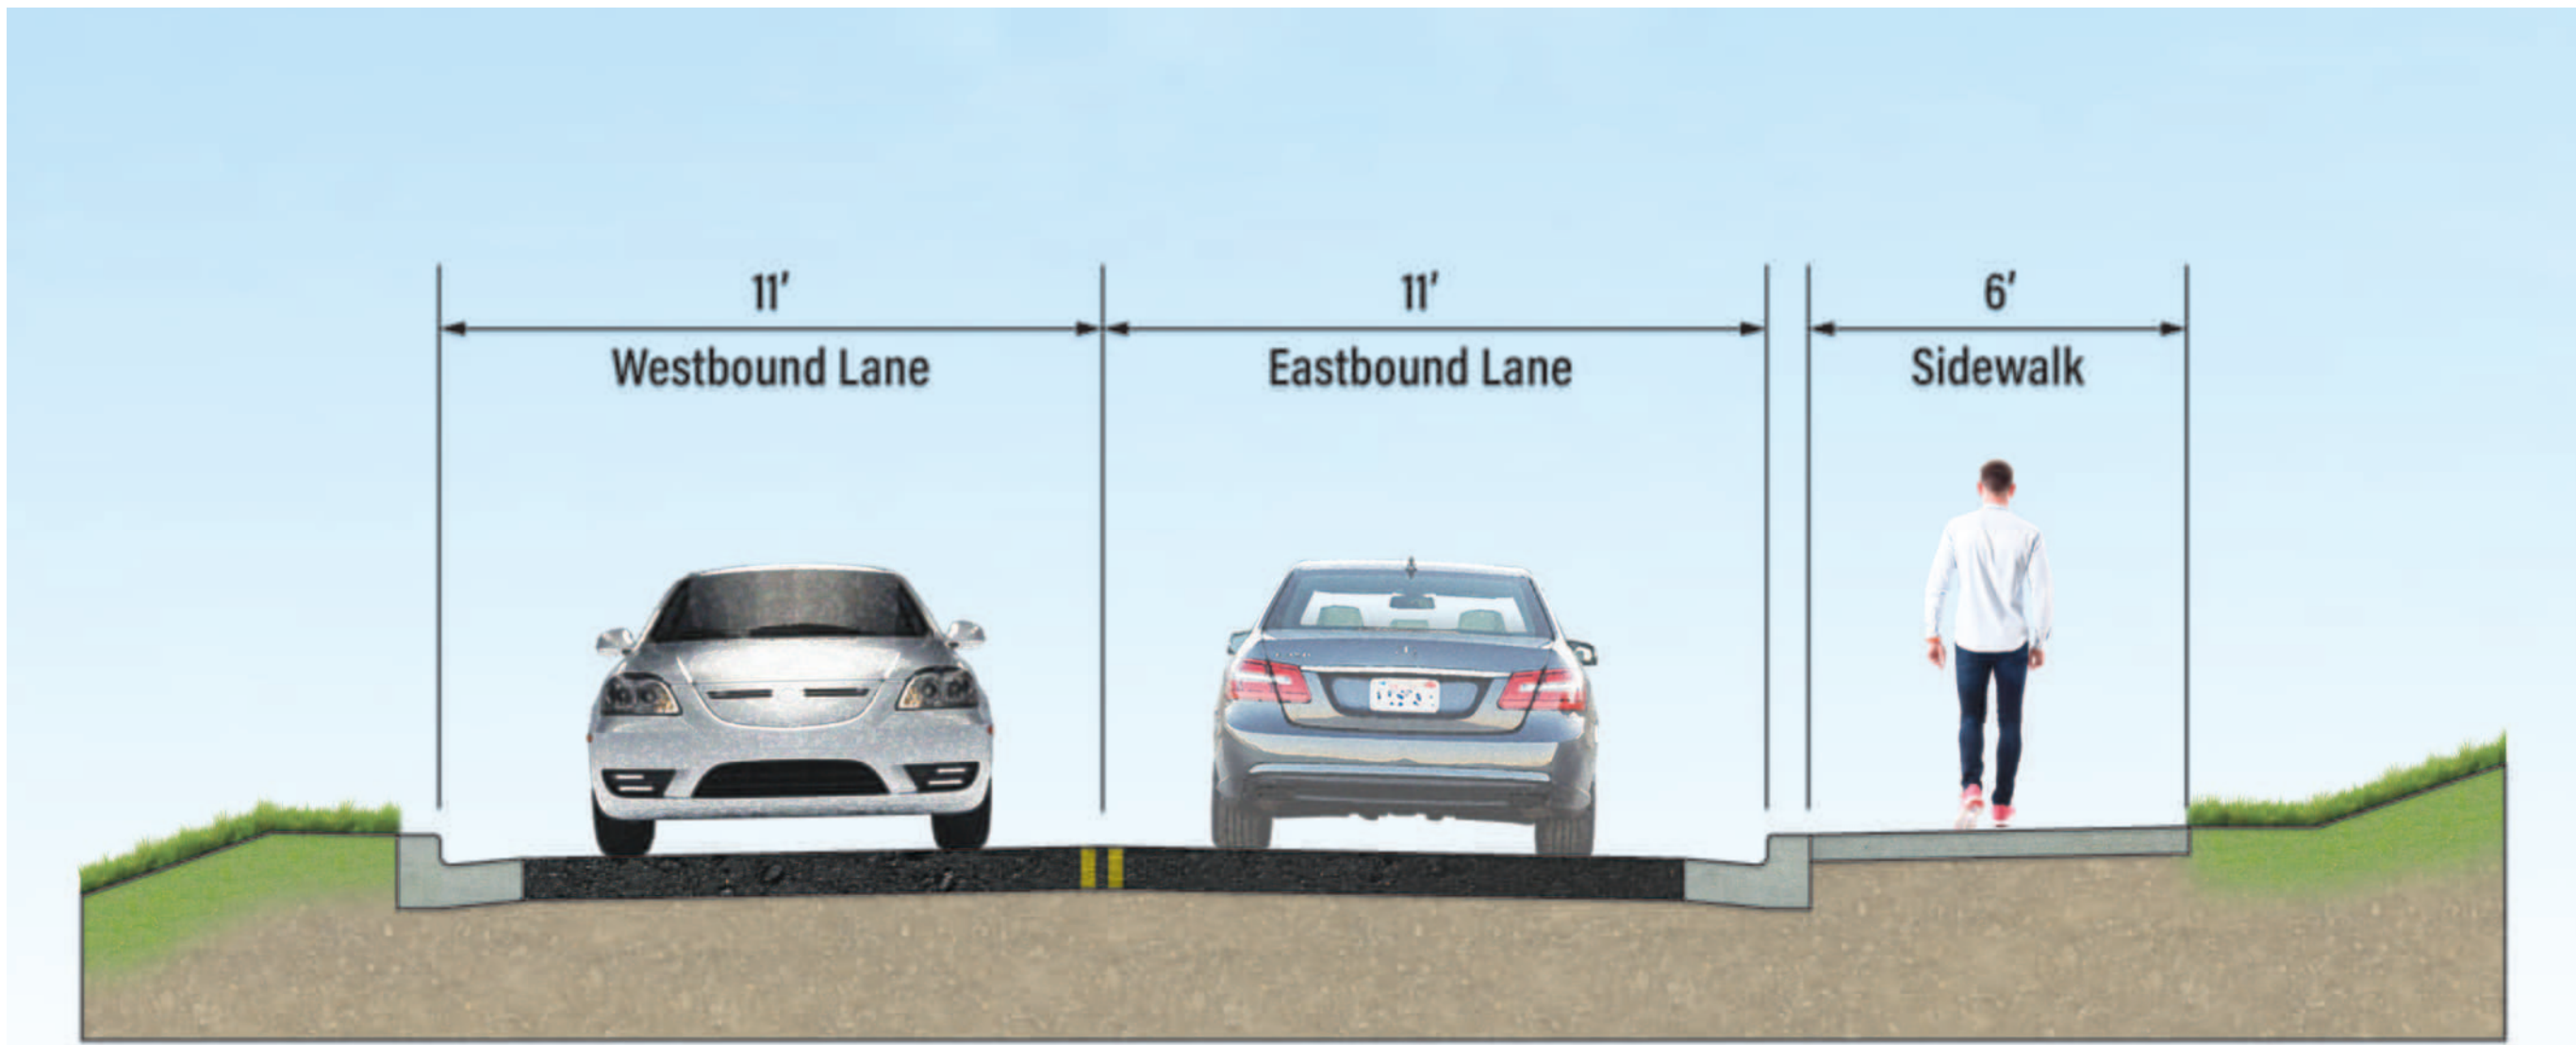 11’
11’
6’
Westbound Lane
Eastbound Lane
Sidewalk